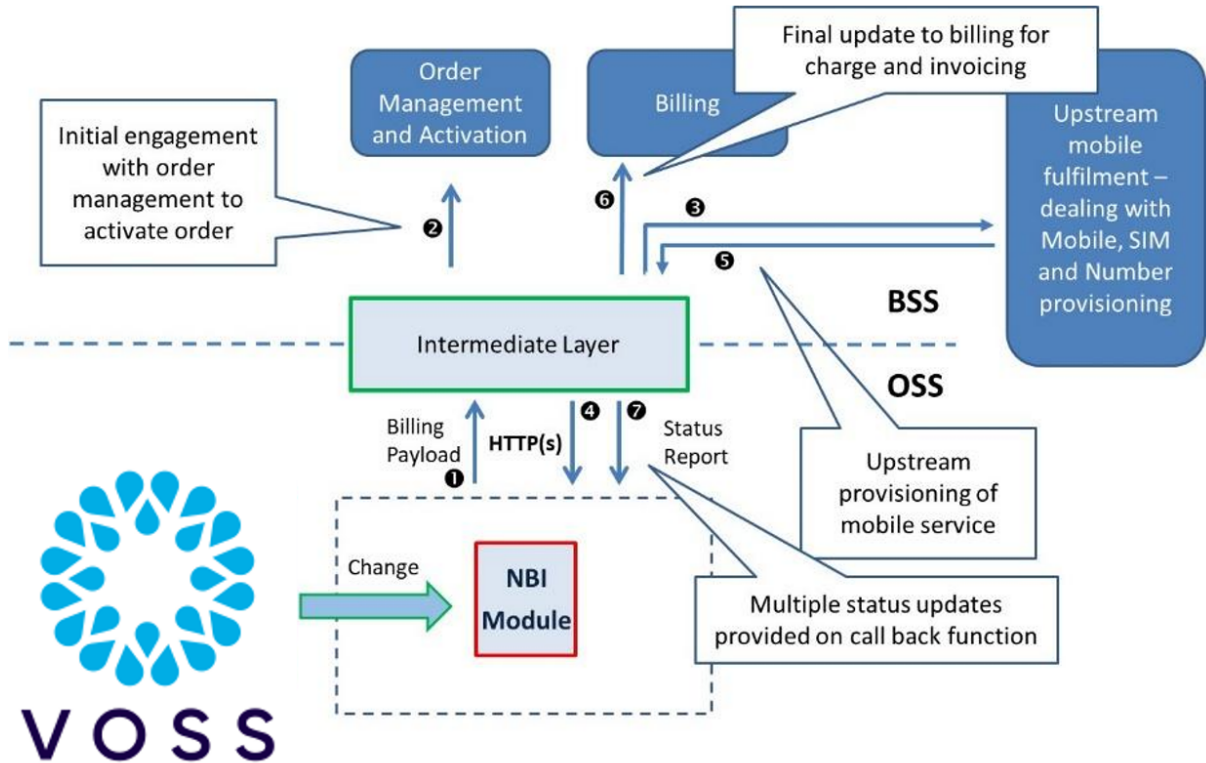 Order
Management
and Activation
Billing
Final update to billing for
charge and invoicing
Upstream
mobile
fulfilment –
dealing with
Mobile, SIM
and Number
provisioning
Initial engagement
with order
management to
activate order
❷
❻
❸
❺
BSS
Intermediate Layer
OSS
Billing
Payload
❶
HTTP(s)
❹
❼
Status
Report
Upstream
provisioning of
mobile service
Change
NBI
Module
Multiple status updates
provided on call back function
VOSS